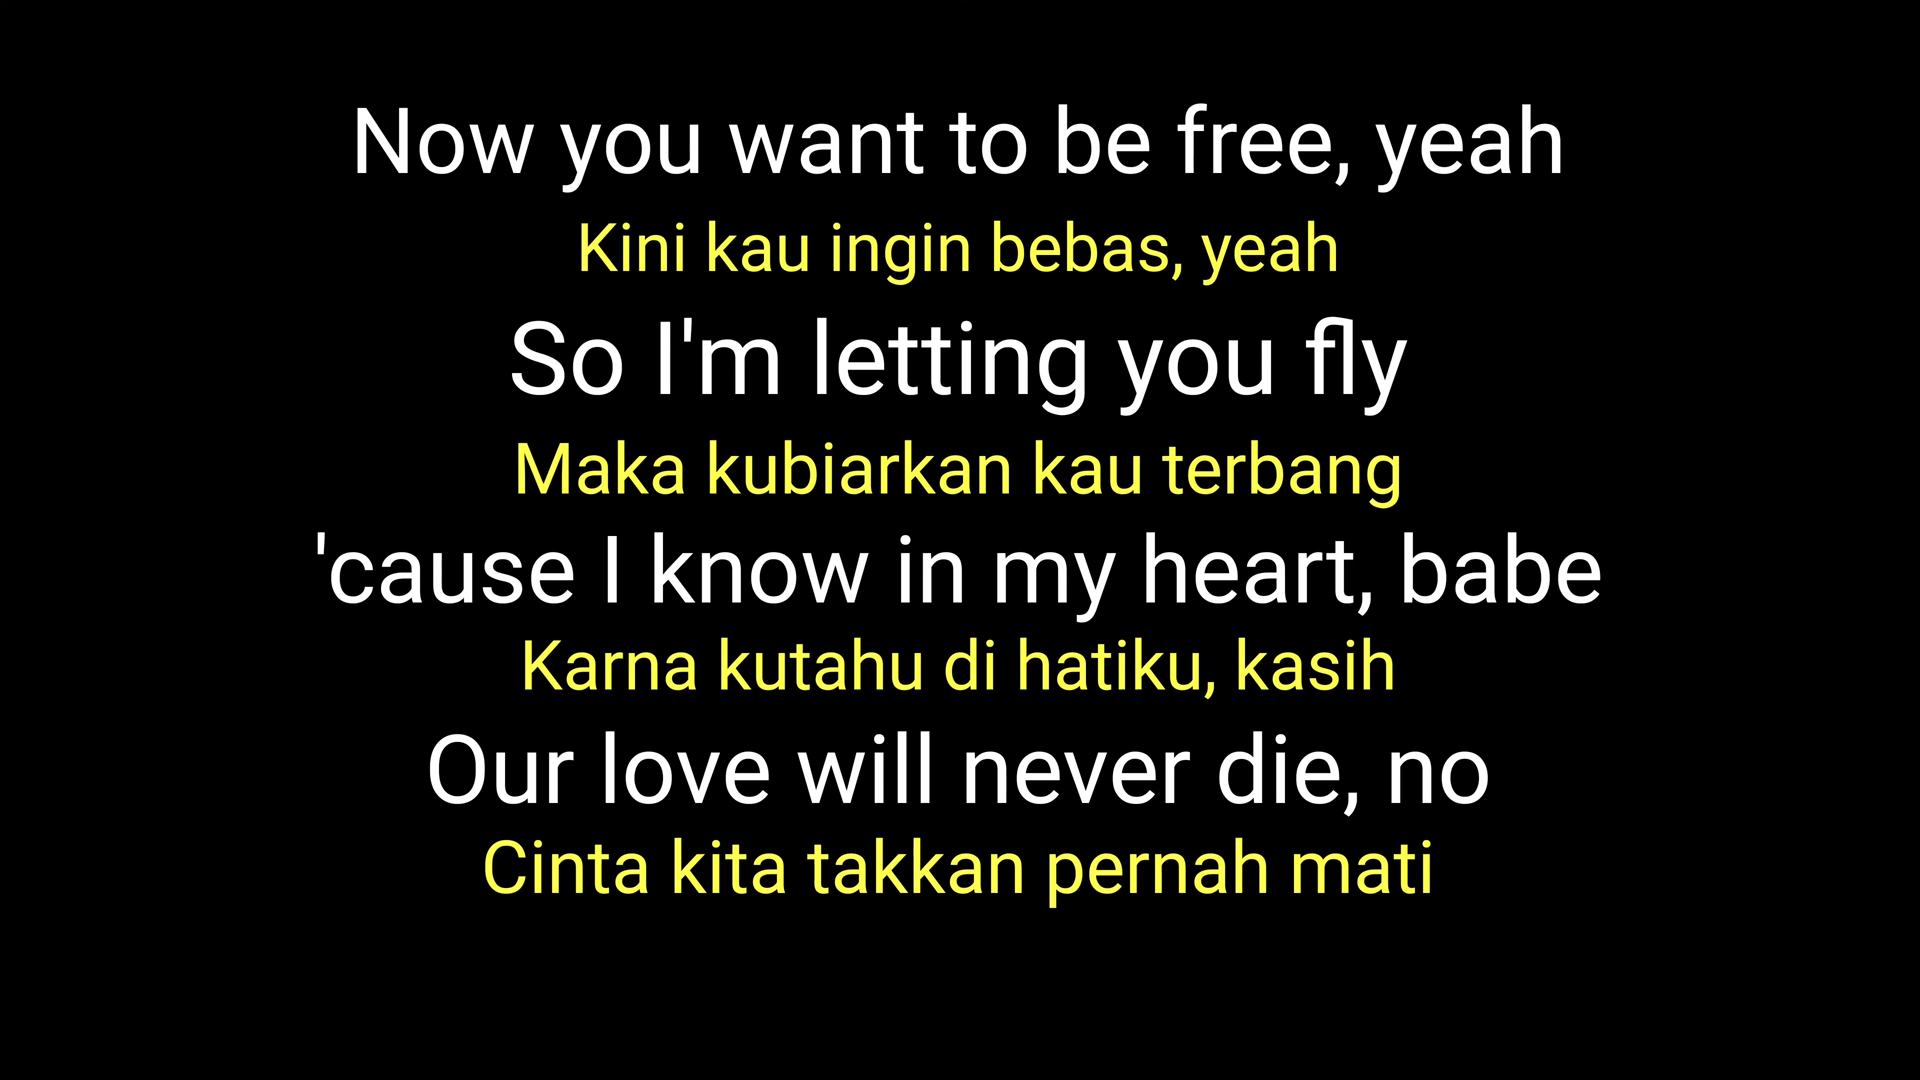 Now you want to be free, yeah
Kini kau ingin bebas, yeah
So I'm letting you fly
Maka kubiarkan kau terbang
'cause I know in my heart, babe
Karna kutahu di hatiku, kasih
Our love will never die, no
Cinta kita takkan pernah mati